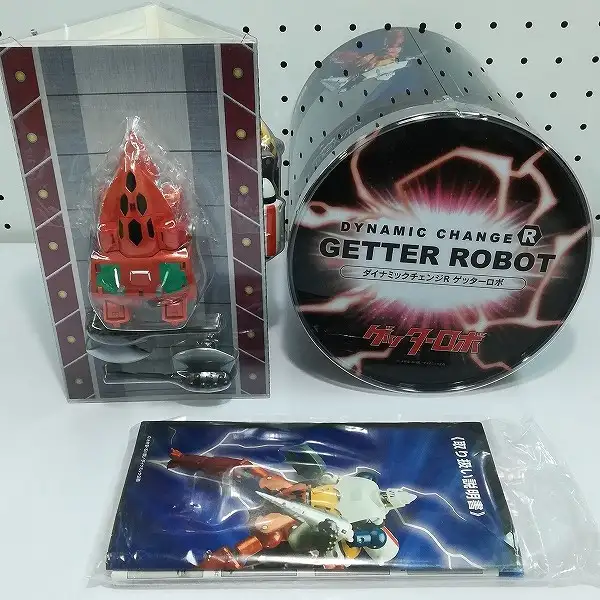 DYNAMIC CHANGE R
GETTER ROBOT
ダイナミックチェンジR ゲッターロボ
ゲッターロボ
《取り扱い説明書》